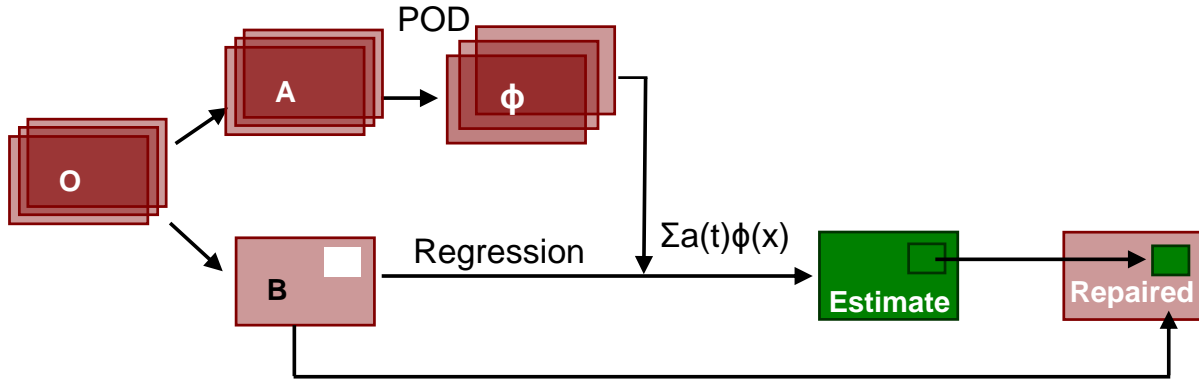 POD
A
ϕ
O
Regression
Σa(t)ϕ(x)
B
Estimate
Repaired